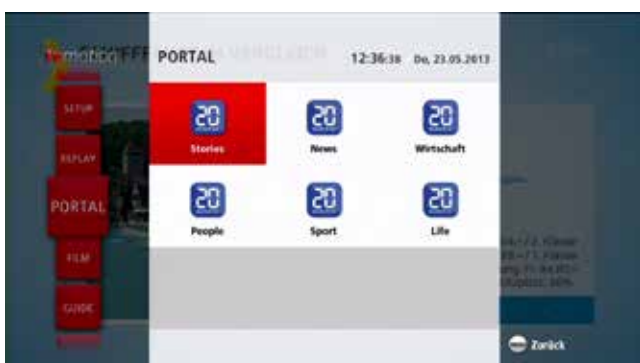 PORTAL
12:36:38 Do, 23.05.2013
SETUP
REPLAY
PORTAL
FILM
GUIDE
20
Stories
20
News
20
Wirtschaft
20
People
20
Sport
20
Life
Zurück